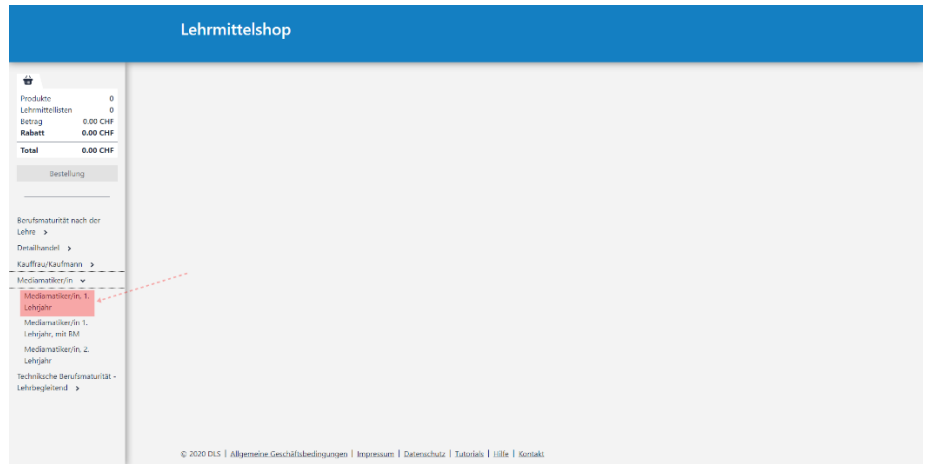 Lehrmittelshop
Produkte 0
Lehrmittellisten 0
Betrag 0.00 CHF
Rabatt 0.00 CHF
Total 0.00 CHF
Bestellung
Berufsmaturität nach der
Lehre >
Detailhandel >
Kauffrau/Kaufmann >
Mediamatiker/in
Mediamatiker/in, 1.
Lehrjahr
Mediamatiker/in 1.
Lehrjahr, mit BM
Mediamatiker/in, 2.
Lehrjahr
Techniksche Berufsmaturität -
Lehrbegleitend >
© 2020 DLS | Allgemeine Geschäftsbedingungen | Impressum | Datenschutz | Tutorials | Hilfe | Kontakt